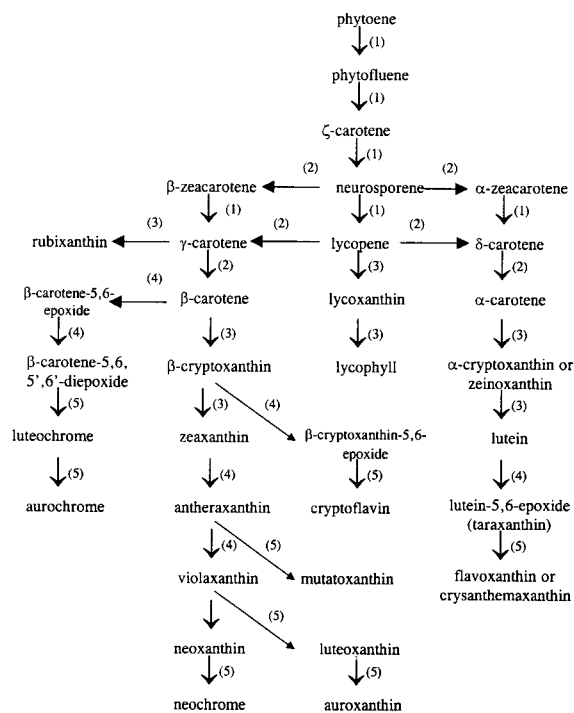 phytoene
(1)
phytofluene
(1)
ζ-carotene
(1)
β-zeacarotene (2) neurosporene (2) α-zeacarotene
(1) (1) (1)
rubixanthin (3) γ-carotene (2) lycopene (2) δ-carotene
(2) (3) (2)
β-carotene-5,6-
epoxide (4) β-carotene lycoxanthin α-carotene
(4) (3) (3) (3)
β-carotene-5,6,
5',6'-diepoxide β-cryptoxanthin lycophyll α-cryptoxanthin or
zeinoxanthin
(5) (3) (4) (3)
luteochrome zeaxanthin β-cryptoxanthin-5,6-
epoxide lutein
(5) (4) (5) (4)
aurochrome antheraxanthin cryptoflavin lutein-5,6-epoxide
(taraxanthin)
(4) (5) (5)
violaxanthin mutatoxanthin flavoxanthin or
crysanthemaxanthin
(5)
neoxanthin luteoxanthin
(5) (5)
neochrome auroxanthin